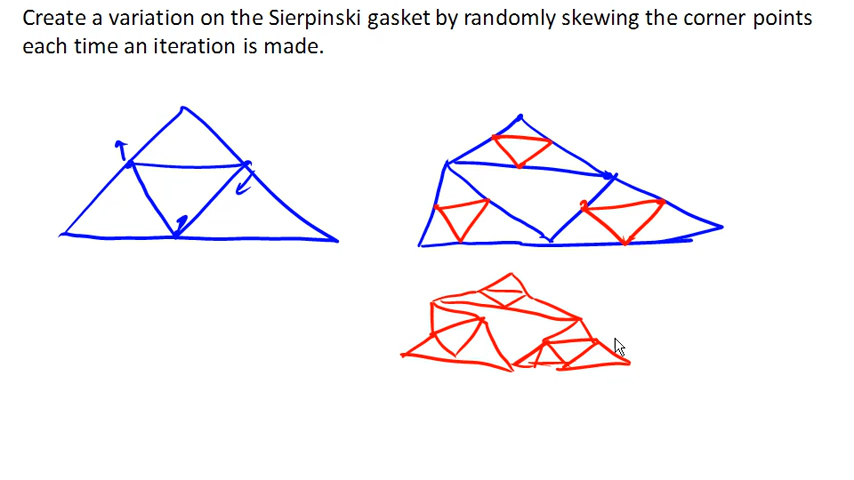 Create a variation on the Sierpinski gasket by randomly skewing the corner points
each time an iteration is made.